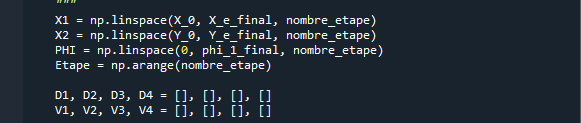 """
X1 = np.linspace(X_0, X_e_final, nombre_etape)
X2 = np.linspace(Y_0, Y_e_final, nombre_etape)
PHI = np.linspace(0, phi_1_final, nombre_etape)
Etape = np.arange(nombre_etape)
D1, D2, D3, D4 = [], [], [], []
V1, V2, V3, V4 = [], [], [], []